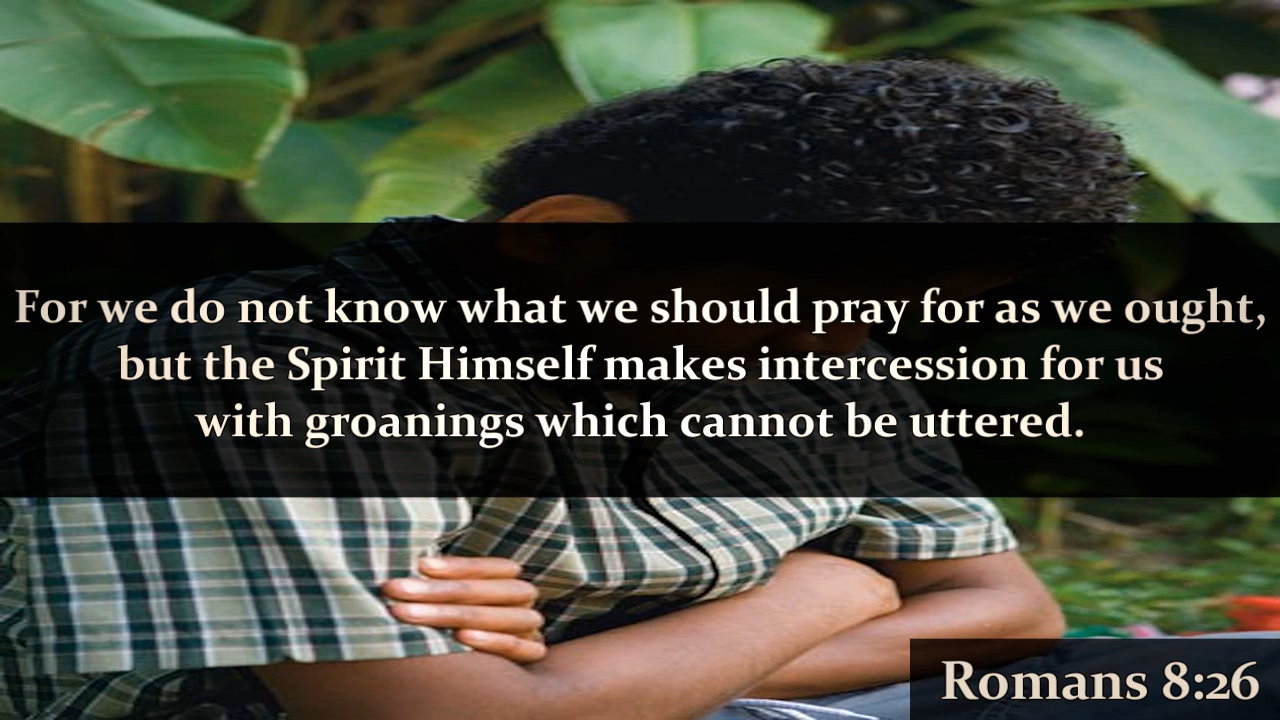 For we do not know what we should pray for as we ought,
but the Spirit Himself makes intercession for us
with groanings which cannot be uttered.
Romans 8:26